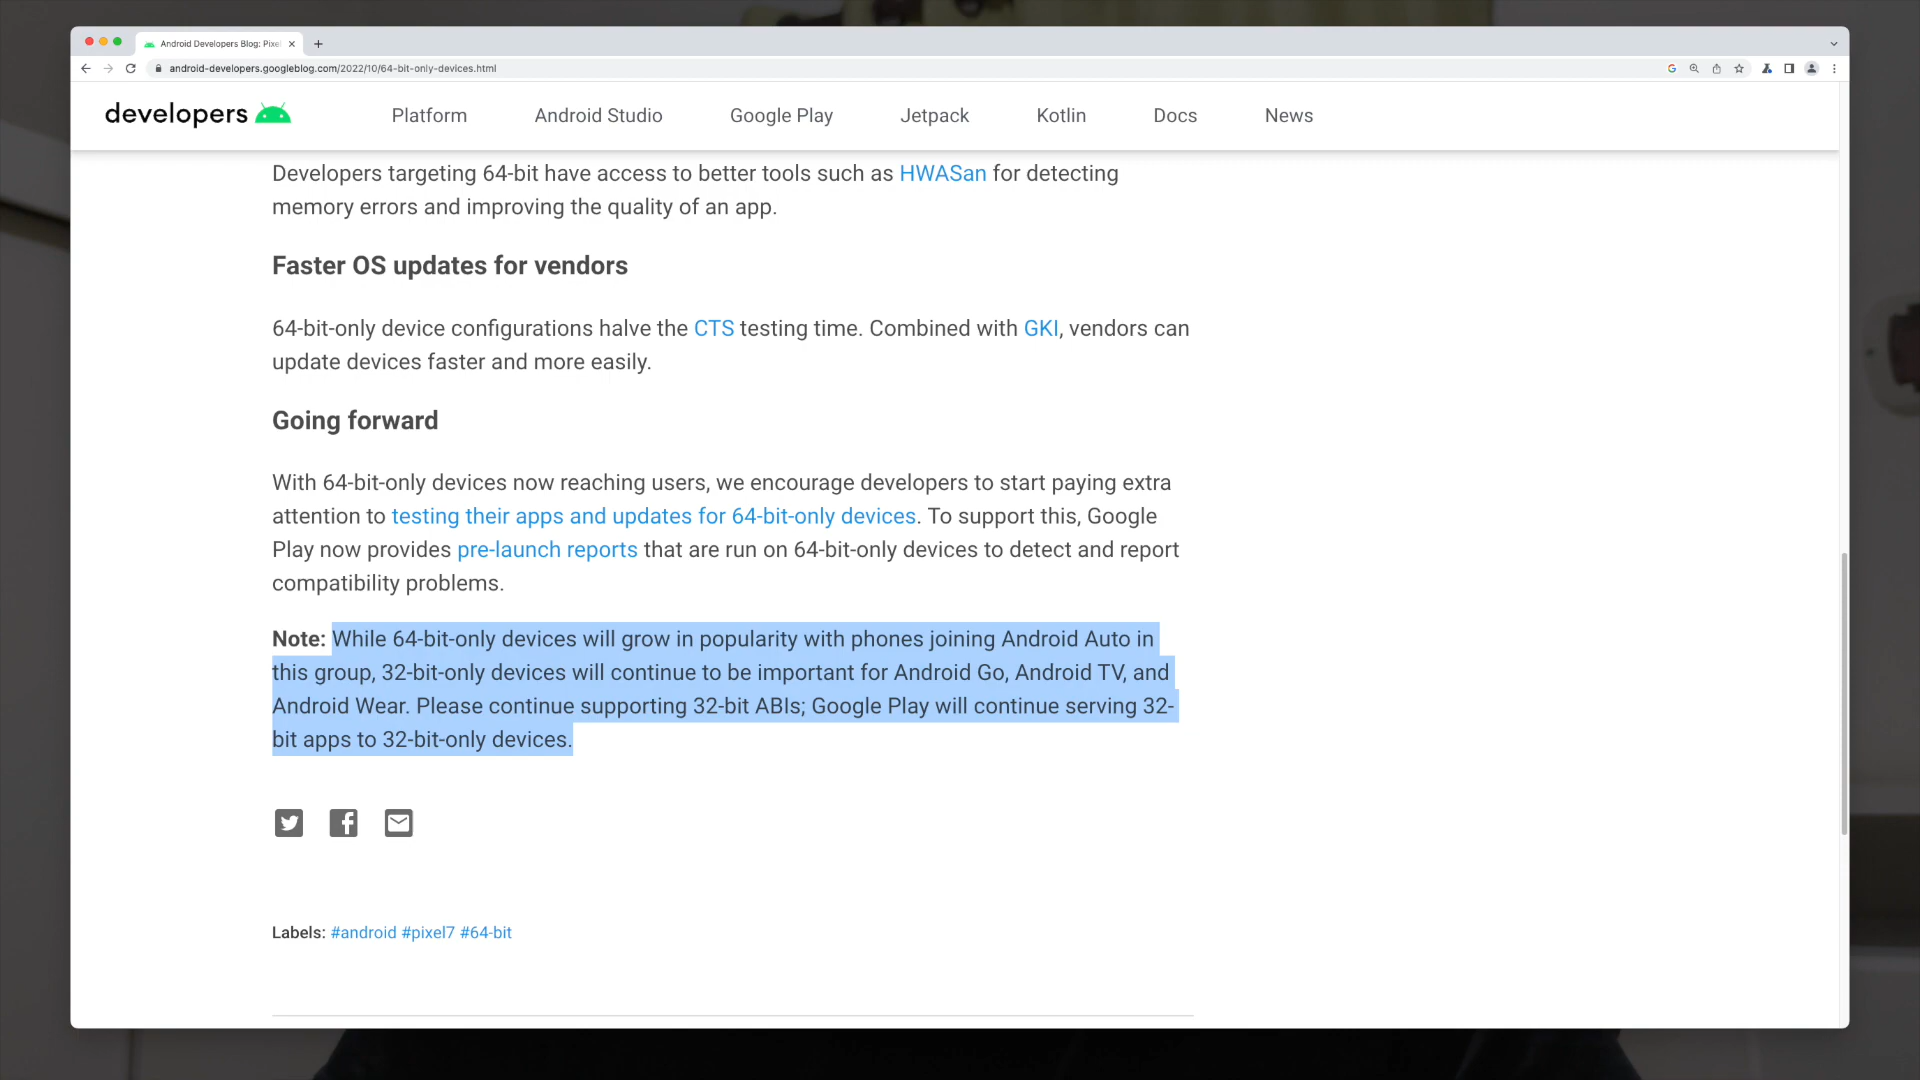 Android Developers Blog: Pixel
android-developers.googleblog.com/2022/10/64-bit-only-devices.html
developers
Platform
Android Studio
Google Play
Jetpack
Kotlin
Docs
News
Developers targeting 64-bit have access to better tools such as HWASan for detecting
memory errors and improving the quality of an app.
Faster OS updates for vendors
64-bit-only device configurations halve the CTS testing time. Combined with GKI, vendors can
update devices faster and more easily.
Going forward
With 64-bit-only devices now reaching users, we encourage developers to start paying extra
attention to testing their apps and updates for 64-bit-only devices. To support this, Google
Play now provides pre-launch reports that are run on 64-bit-only devices to detect and report
compatibility problems.
Note: While 64-bit-only devices will grow in popularity with phones joining Android Auto in
this group, 32-bit-only devices will continue to be important for Android Go, Android TV, and
Android Wear. Please continue supporting 32-bit ABIs; Google Play will continue serving 32-
bit apps to 32-bit-only devices.
Labels: #android #pixel7 #64-bit